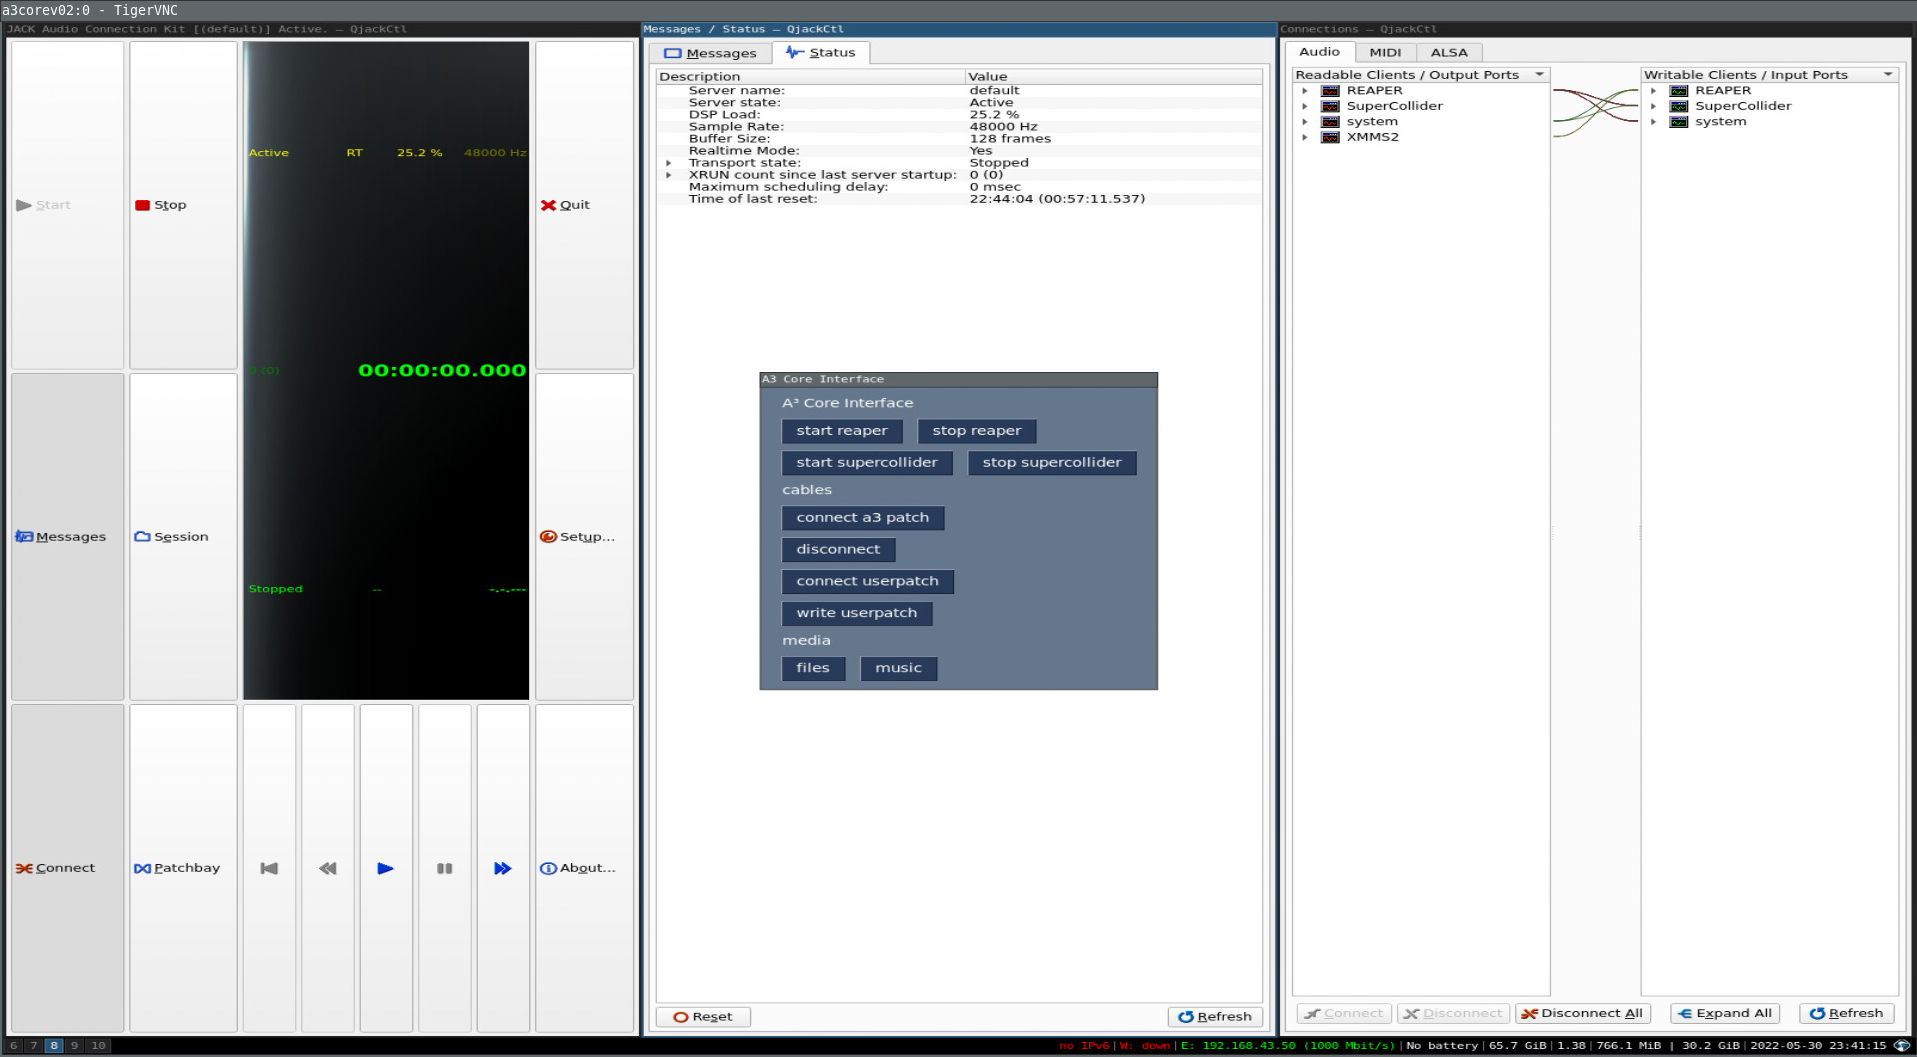 a3corev02:0 - TigerVNC
JACK Audio Connection Kit [(default)] Active. — QjackCtl
Start
Stop
Active RT 25.2 % 48000 Hz
Quit
0 (0) 00:00:00.000
Messages
Session
Setup...
Stopped -- -.-.---
Connect
Patchbay
About...
Messages / Status — QjackCtl
Messages Status
Description Value
Server name: default
Server state: Active
DSP Load: 25.2 %
Sample Rate: 48000 Hz
Buffer Size: 128 frames
Realtime Mode: Yes
Transport state: Stopped
XRUN count since last server startup: 0 (0)
Maximum scheduling delay: 0 msec
Time of last reset: 22:44:04 (00:57:11.537)
A3 Core Interface
A³ Core Interface
start reaper stop reaper
start supercollider stop supercollider
cables
connect a3 patch
disconnect
connect userpatch
write userpatch
media
files music
Reset Refresh
Connections — QjackCtl
Audio MIDI ALSA
Readable Clients / Output Ports Writable Clients / Input Ports
REAPER REAPER
SuperCollider SuperCollider
system system
XMMS2
Connect Disconnect Disconnect All Expand All Refresh
6 7 8 9 10
no IPv6|W: down|E: 192.168.43.50 (1000 Mbit/s)|No battery|65.7 GiB|1.38|766.1 MiB | 30.2 GiB|2022-05-30 23:41:15